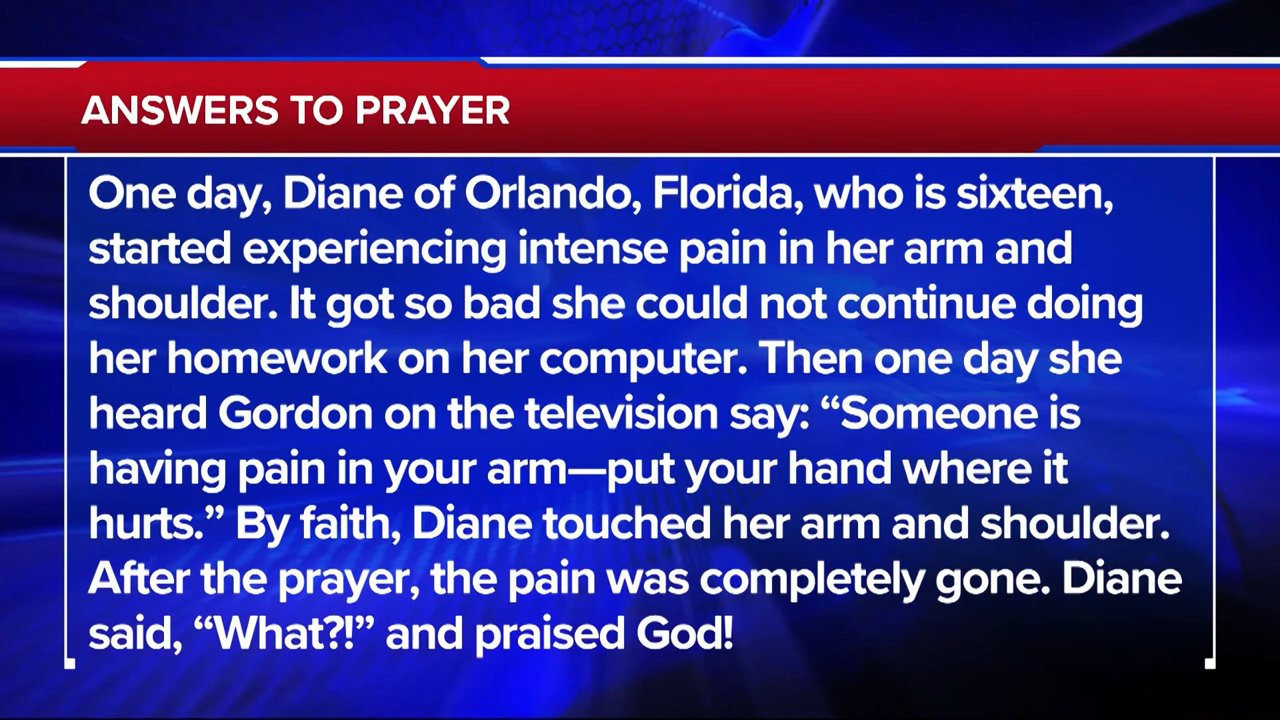 ANSWERS TO PRAYER
One day, Diane of Orlando, Florida, who is sixteen,
started experiencing intense pain in her arm and
shoulder. It got so bad she could not continue doing
her homework on her computer. Then one day she
heard Gordon on the television say: “Someone is
having pain in your arm—put your hand where it
hurts.” By faith, Diane touched her arm and shoulder.
After the prayer, the pain was completely gone. Diane
said, “What?!” and praised God!